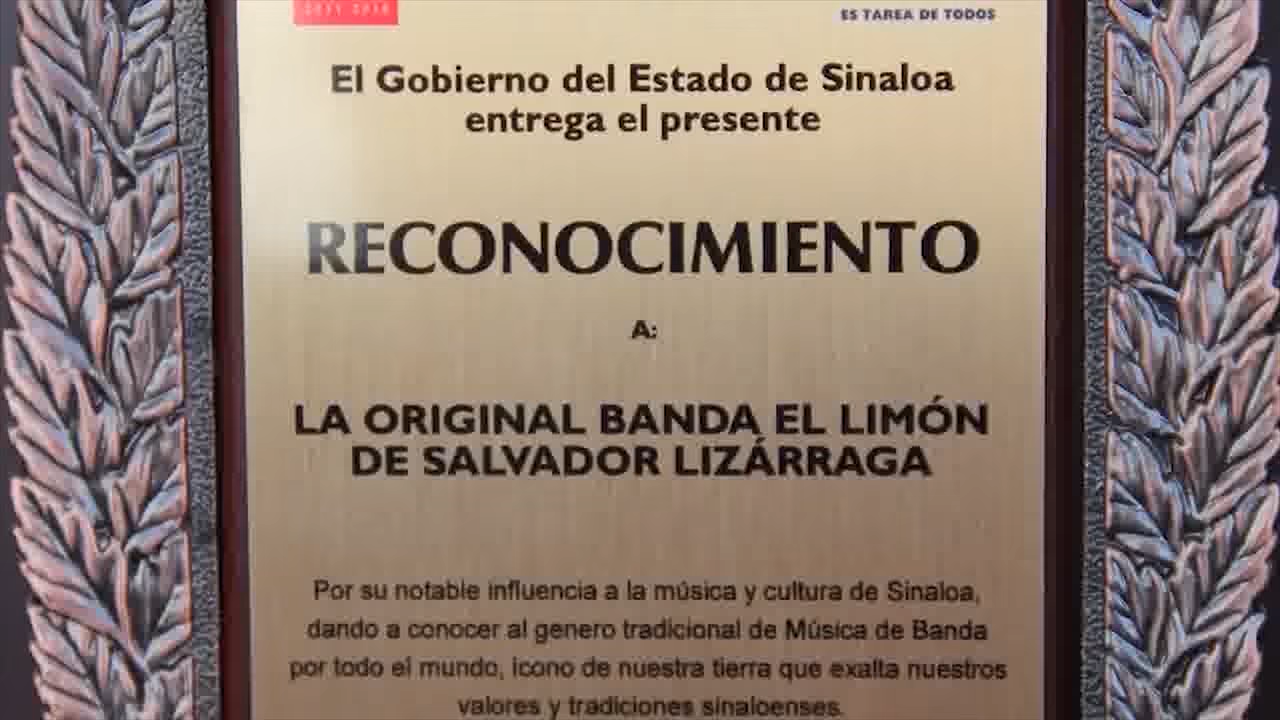 2011 2016
ES TAREA DE TODOS
El Gobierno del Estado de Sinaloa
entrega el presente
RECONOCIMIENTO
A:
LA ORIGINAL BANDA EL LIMÓN
DE SALVADOR LIZÁRRAGA
Por su notable influencia a la música y cultura de Sinaloa,
dando a conocer al genero tradicional de Música de Banda
por todo el mundo, icono de nuestra tierra que exalta nuestros
valores y tradiciones sinaloenses.